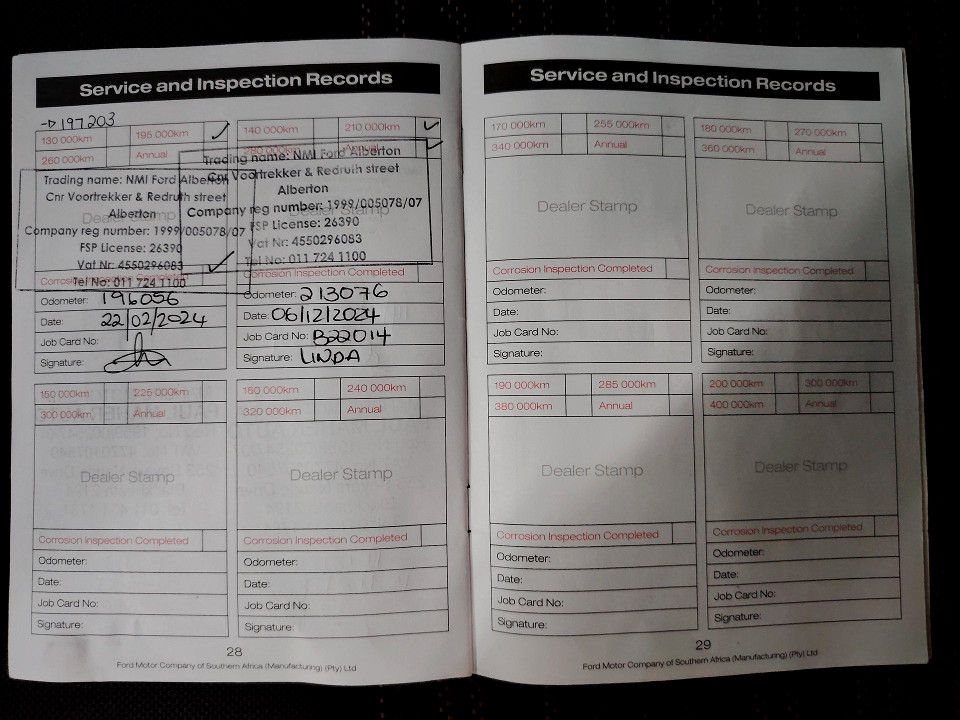 Service and Inspection Records
→ 197203
130 000km 195 000km ✓
260 000km Annual
Trading name: NMI Ford Alberton
Cnr Voortrekker & Redruth street
Alberton
Company reg number: 1999/005078/07
FSP License: 26390
Vat Nr: 4550296083 ✓
Tel No: 011 724 1100
Corrosion Inspection Completed
Odometer: 196056
Date: 22/02/2024
Job Card No:
Signature:
140 000km 210 000km ✓
280 000km Annual ✓
Trading name: NMI Ford Alberton
Cnr Voortrekker & Redruth street
Alberton
Company reg number: 1999/005078/07
FSP License: 26390
Vat Nr: 4550296083
Tel No: 011 724 1100
Corrosion Inspection Completed
Odometer: 213076
Date: 06/12/2024
Job Card No: B22014
Signature: LINDA
150 000km 225 000km
300 000km Annual
Dealer Stamp
Corrosion Inspection Completed
Odometer:
Date:
Job Card No:
Signature:
160 000km 240 000km
320 000km Annual
Dealer Stamp
Corrosion Inspection Completed
Odometer:
Date:
Job Card No:
Signature:
28
Ford Motor Company of Southern Africa (Manufacturing) (Pty) Ltd
Service and Inspection Records
170 000km 255 000km
340 000km Annual
Dealer Stamp
Corrosion Inspection Completed
Odometer:
Date:
Job Card No:
Signature:
180 000km 270 000km
360 000km Annual
Dealer Stamp
Corrosion Inspection Completed
Odometer:
Date:
Job Card No:
Signature:
190 000km 285 000km
380 000km Annual
Dealer Stamp
Corrosion Inspection Completed
Odometer:
Date:
Job Card No:
Signature:
200 000km 300 000km
400 000km Annual
Dealer Stamp
Corrosion Inspection Completed
Odometer:
Date:
Job Card No:
Signature:
29
Ford Motor Company of Southern Africa (Manufacturing) (Pty) Ltd